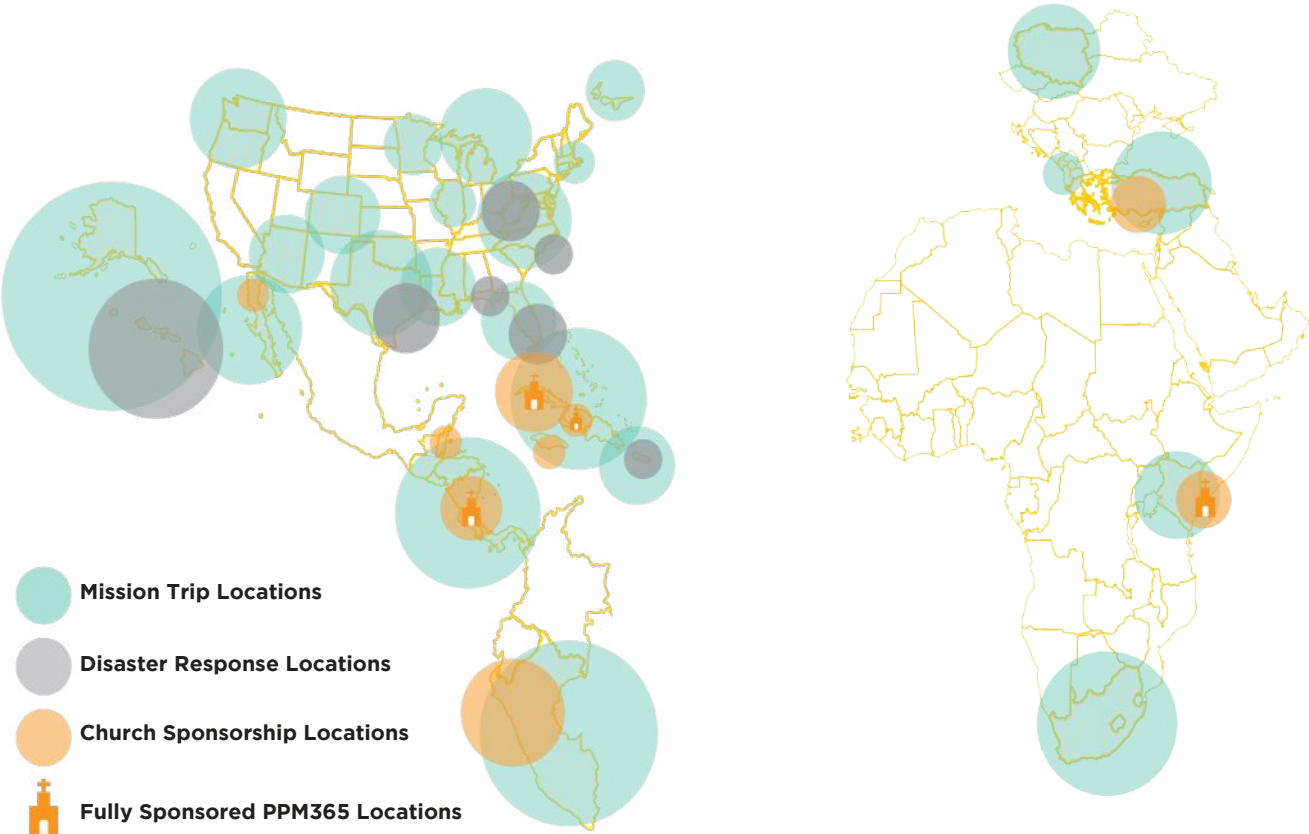 Mission Trip Locations
Disaster Response Locations
Church Sponsorship Locations
Fully Sponsored PPM365 Locations